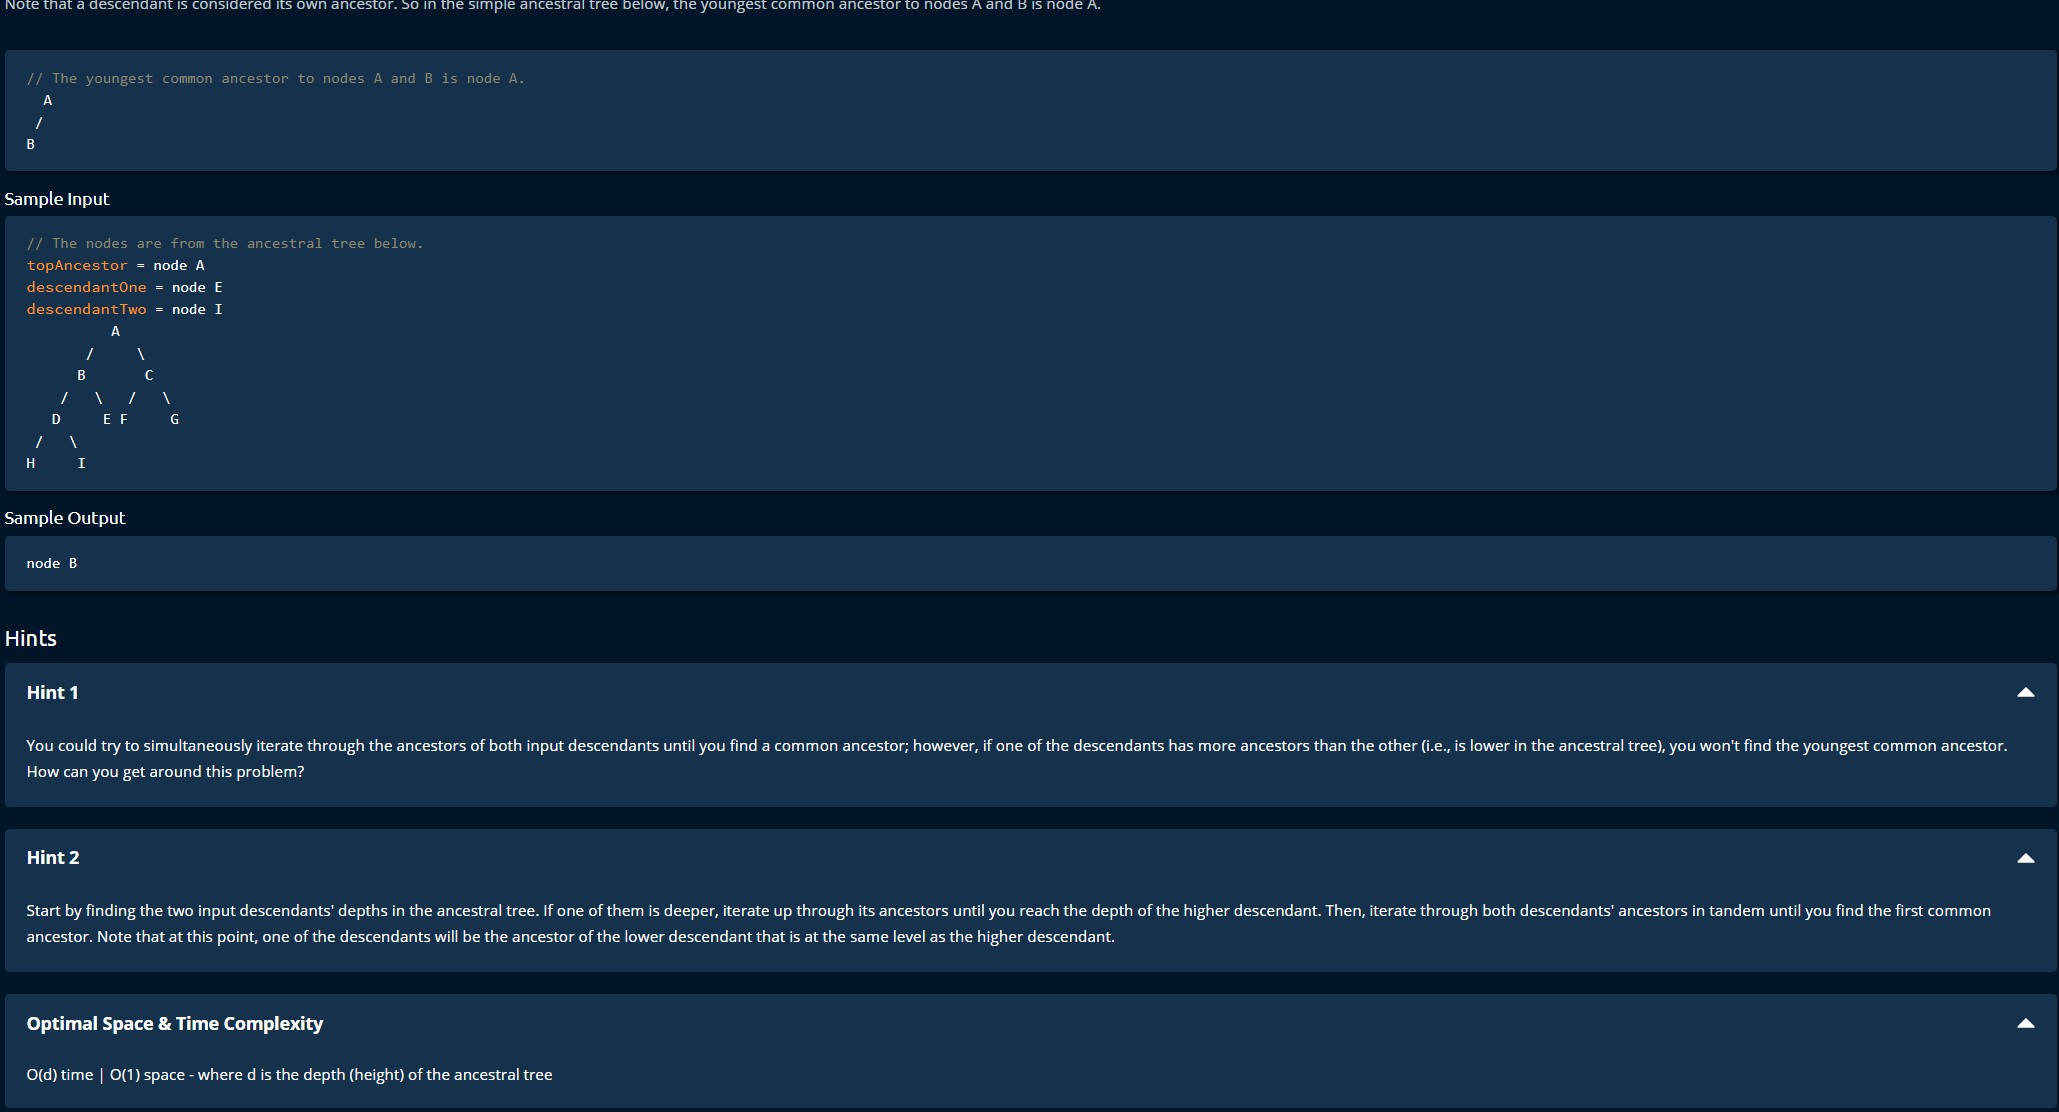 Note that a descendant is considered its own ancestor. So in the simple ancestral tree below, the youngest common ancestor to nodes A and B is node A.
// The youngest common ancestor to nodes A and B is node A.
  A
 /
B
Sample Input
// The nodes are from the ancestral tree below.
topAncestor = node A
descendantOne = node E
descendantTwo = node I
          A
       /     \
      B       C
    /   \   /   \
   D     E F     G
 /   \
H     I
Sample Output
node B
Hints
Hint 1
You could try to simultaneously iterate through the ancestors of both input descendants until you find a common ancestor; however, if one of the descendants has more ancestors than the other (i.e., is lower in the ancestral tree), you won't find the youngest common ancestor.
How can you get around this problem?
Hint 2
Start by finding the two input descendants' depths in the ancestral tree. If one of them is deeper, iterate up through its ancestors until you reach the depth of the higher descendant. Then, iterate through both descendants' ancestors in tandem until you find the first common
ancestor. Note that at this point, one of the descendants will be the ancestor of the lower descendant that is at the same level as the higher descendant.
Optimal Space & Time Complexity
O(d) time | O(1) space - where d is the depth (height) of the ancestral tree